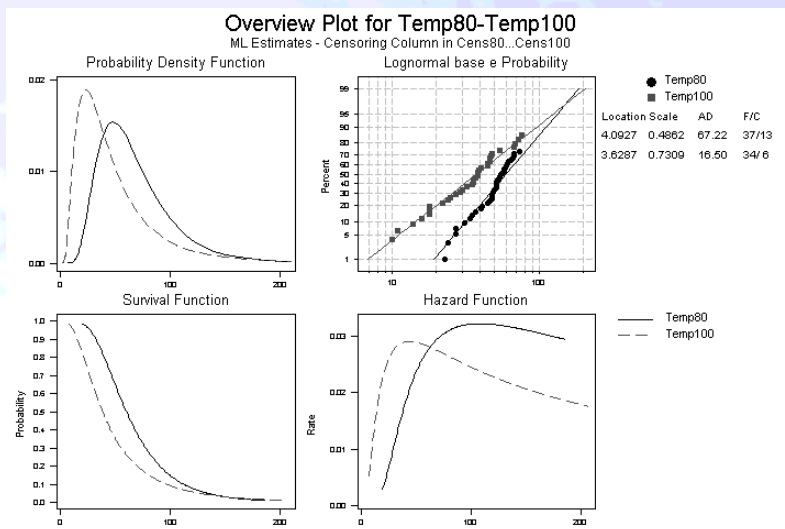 Overview Plot for Temp80-Temp100
ML Estimates - Censoring Column in Cens80...Cens100
Probability Density Function
0.02
0.01
0.00
0 100 200
Lognormal base e Probability
Percent
99
95
90
80
70
60
50
40
30
20
10
5
1
10 100
Temp80
Temp100
Location Scale AD F/C
4.0927 0.4862 67.22 37/13
3.6287 0.7309 16.50 34/6
Survival Function
Probability
1.0
0.9
0.8
0.7
0.6
0.5
0.4
0.3
0.2
0.1
0.0
0 100 200
Hazard Function
Rate
0.03
0.02
0.01
0.00
0 100 200
Temp80
Temp100